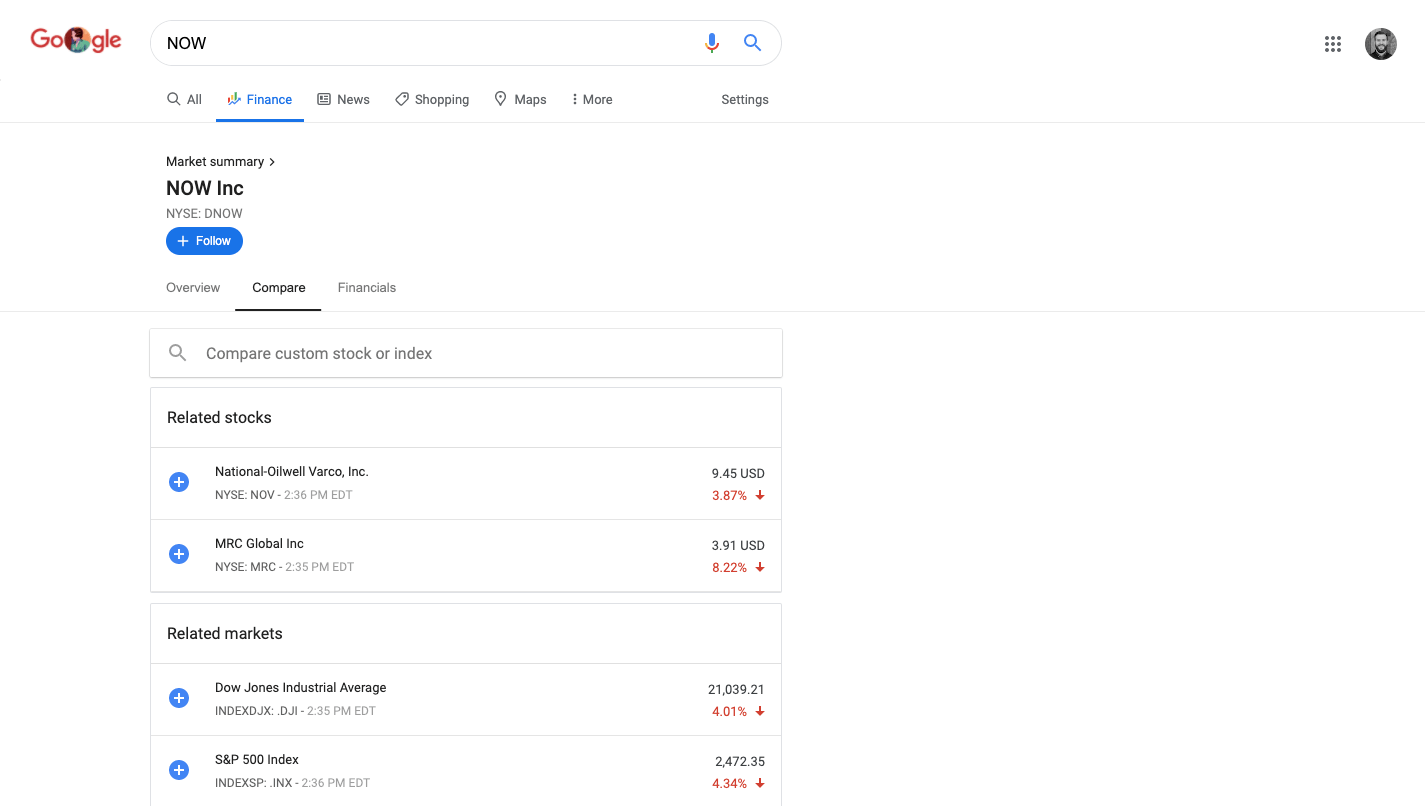 Google
NOW
All
Finance
News
Shopping
Maps
More
Settings
Market summary
NOW Inc
NYSE: DNOW
Follow
Overview
Compare
Financials
Compare custom stock or index
Related stocks
National-Oilwell Varco, Inc.
9.45 USD
NYSE: NOV - 2:36 PM EDT
3.87%
MRC Global Inc
3.91 USD
NYSE: MRC - 2:35 PM EDT
8.22%
Related markets
Dow Jones Industrial Average
21,039.21
INDEXDJX: .DJI - 2:35 PM EDT
4.01%
S&P 500 Index
2,472.35
INDEXSP: .INX - 2:36 PM EDT
4.34%